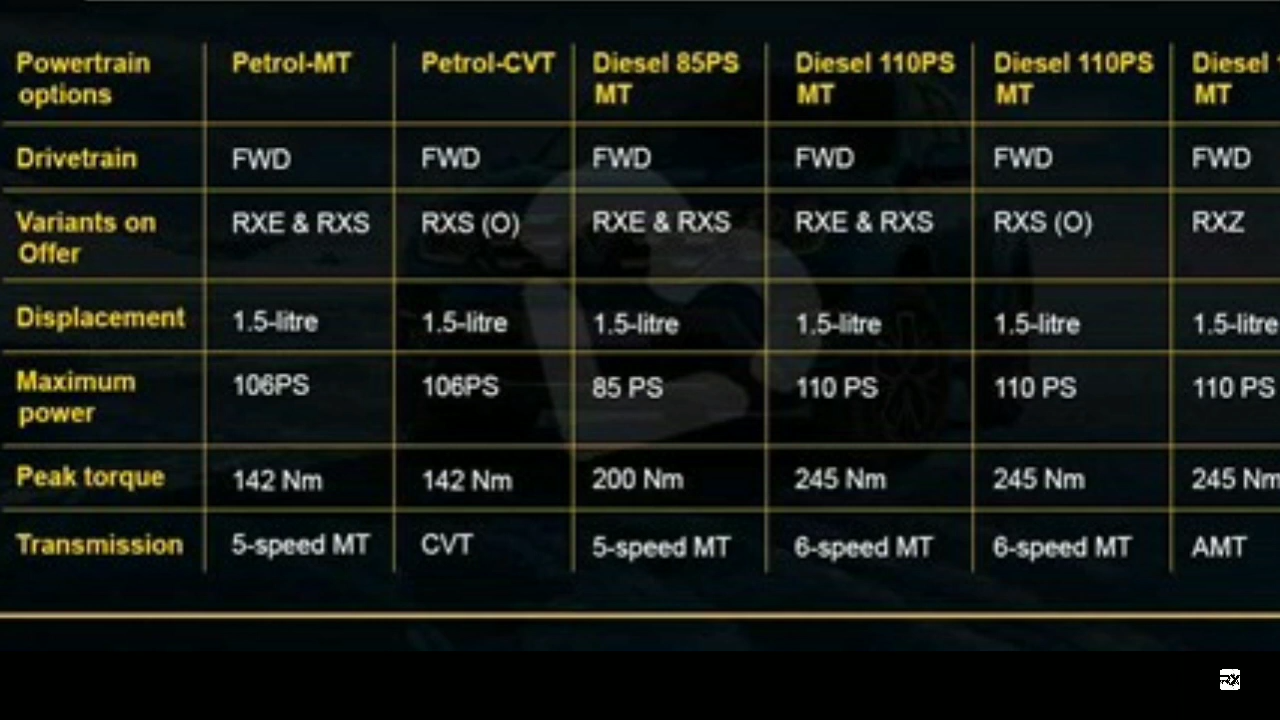 Powertrain options Petrol-MT Petrol-CVT Diesel 85PS MT Diesel 110PS MT Diesel 110PS MT Diesel MT
Drivetrain FWD FWD FWD FWD FWD FWD
Variants on Offer RXE & RXS RXS (O) RXE & RXS RXE & RXS RXS (O) RXZ
Displacement 1.5-litre 1.5-litre 1.5-litre 1.5-litre 1.5-litre 1.5-litre
Maximum power 106PS 106PS 85 PS 110 PS 110 PS 110 PS
Peak torque 142 Nm 142 Nm 200 Nm 245 Nm 245 Nm 245 Nm
Transmission 5-speed MT CVT 5-speed MT 6-speed MT 6-speed MT AMT